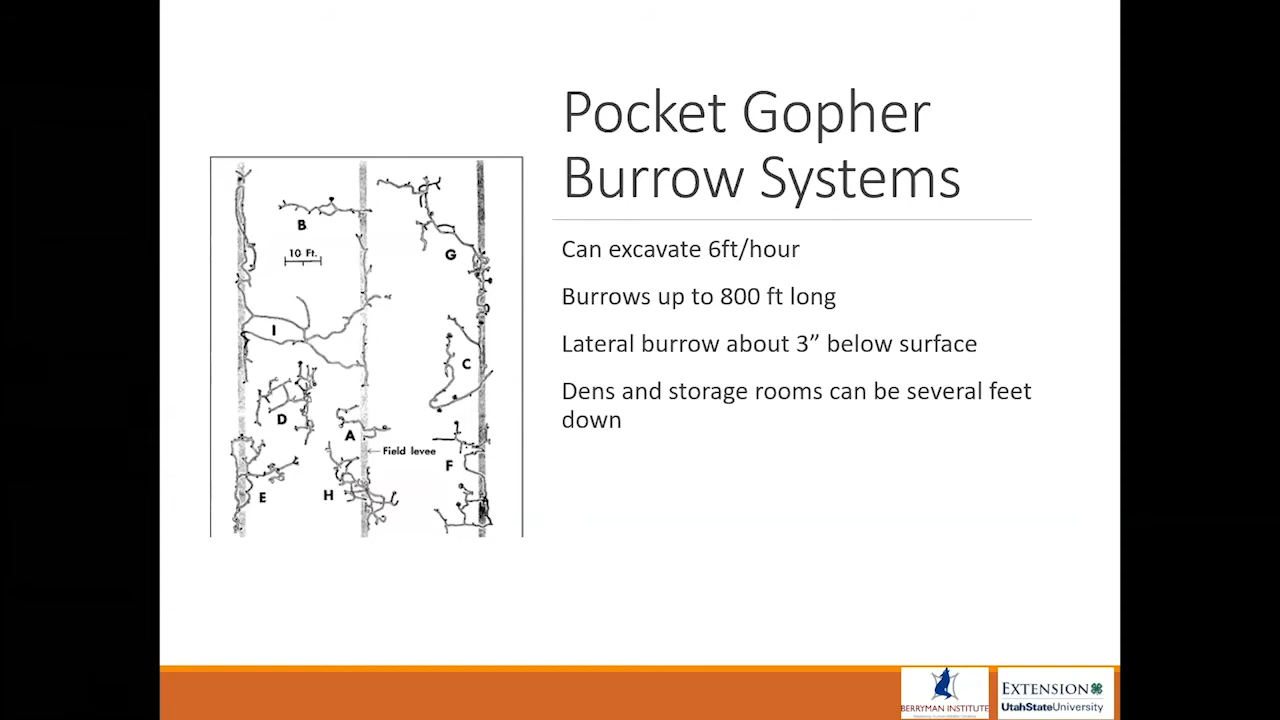 Pocket Gopher
Burrow Systems
Can excavate 6ft/hour
Burrows up to 800 ft long
Lateral burrow about 3” below surface
Dens and storage rooms can be several feet
down
B
10 Ft.
G
I
C
D
A
Field levee
F
H
E
BERRYMAN INSTITUTE
EXTENSION
UtahStateUniversity